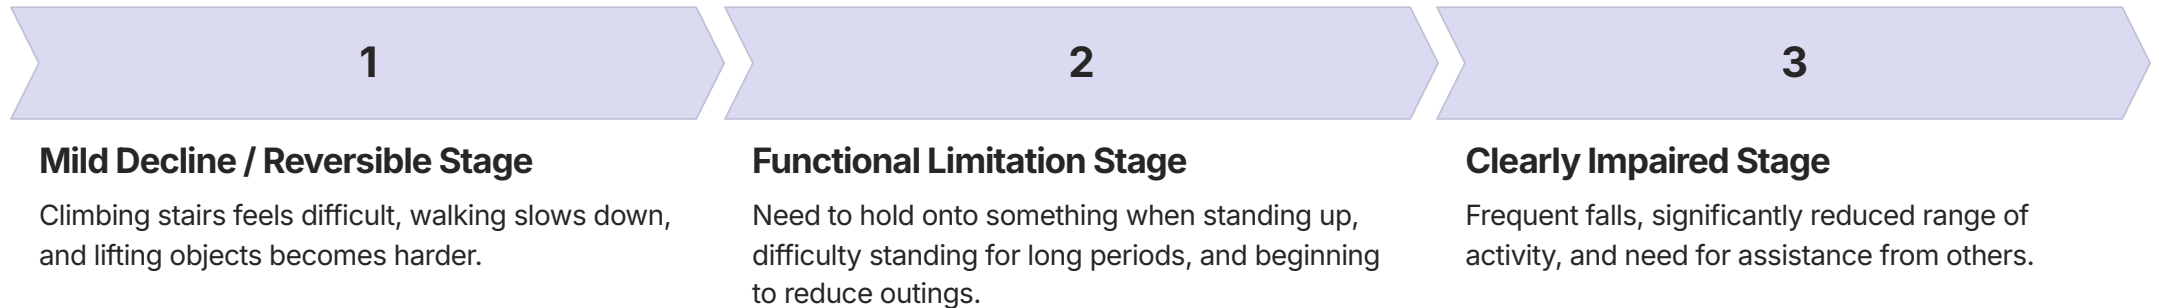 1
Mild Decline / Reversible Stage
Climbing stairs feels difficult, walking slows down,
and lifting objects becomes harder.
2
Functional Limitation Stage
Need to hold onto something when standing up,
difficulty standing for long periods, and beginning
to reduce outings.
3
Clearly Impaired Stage
Frequent falls, significantly reduced range of
activity, and need for assistance from others.